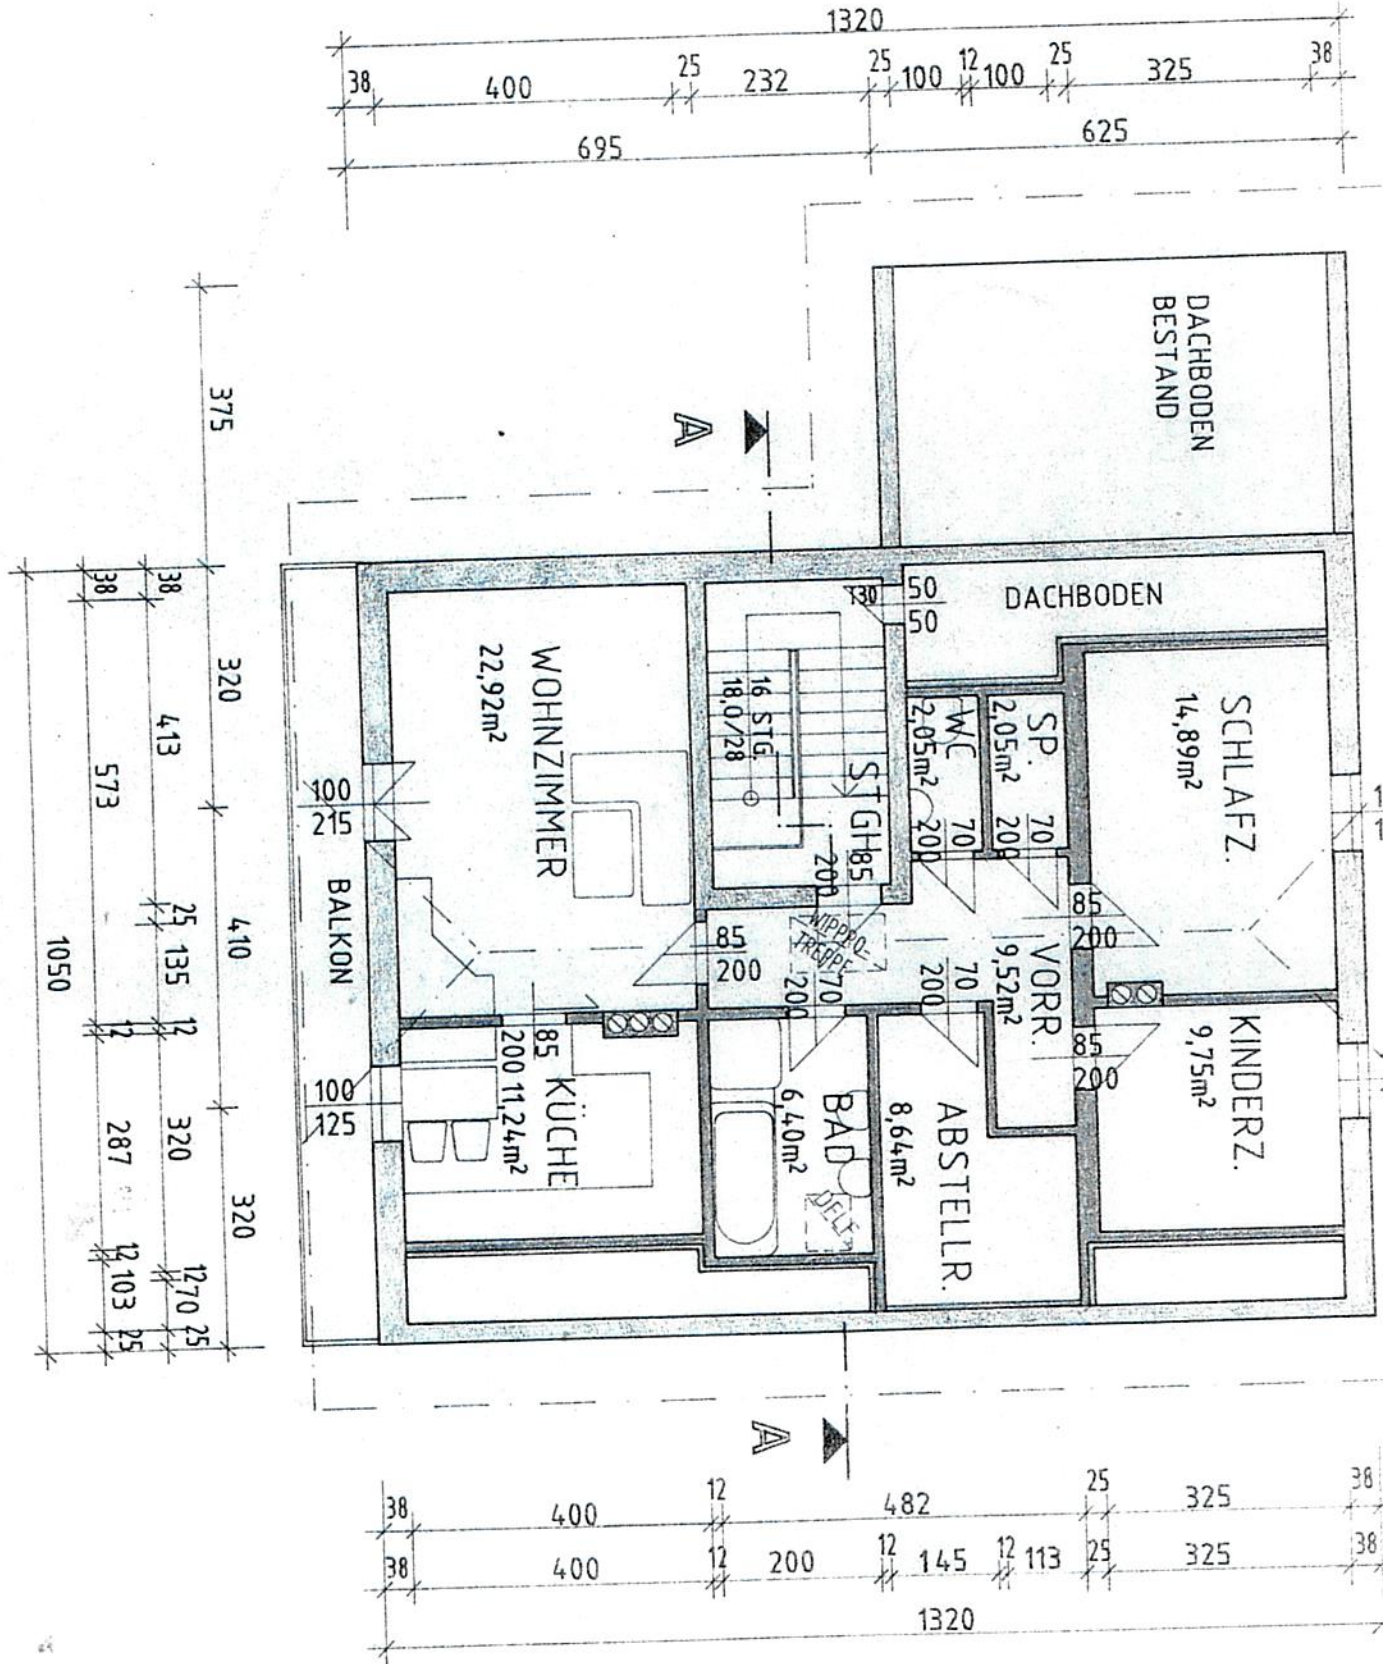 1320
38 400 25 232 25 100 12 100 25 325 38
695 625
DACHBODEN
BESTAND
A
375
320
410
320
38 413 25 135 12 320 12 70 25
38 573 12 287 12 103 25
1050
DACHBODEN
130
50
50
WOHNZIMMER
22,92m²
16 STG.
18,0/28
STGH.
85
200
WC
2,05m²
70
200
SP.
2,05m²
70
200
SCHLAFZ.
14,89m²
85
200
100
215
BALKON
85
200
WIPPRO-
TREPPE
VORR.
9,52m²
70
200
70
200
85
200
KINDERZ.
9,75m²
100
125
85
200
KÜCHE
11,24m²
BAD
6,40m²
ABSTELLR.
8,64m²
A
38 400 12 482 25 325 38
38 400 12 200 12 145 12 113 25 325 38
1320